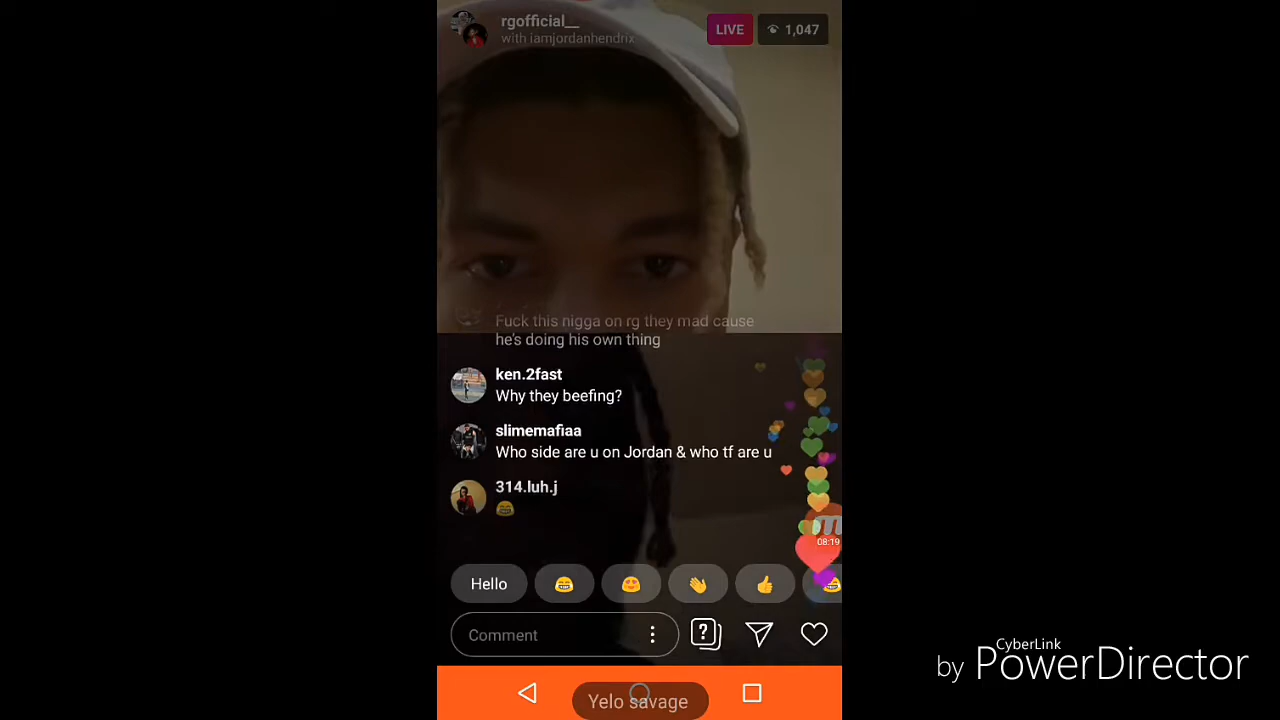 rgofficial__
with iamjordanhendrix
LIVE
1,047
Fuck this nigga on rg they mad cause
he's doing his own thing
ken.2fast
Why they beefing?
slimemafiaa
Who side are u on Jordan & who tf are u
314.luh.j
08:19
Hello
Comment
Yelo savage
CyberLink
by PowerDirector